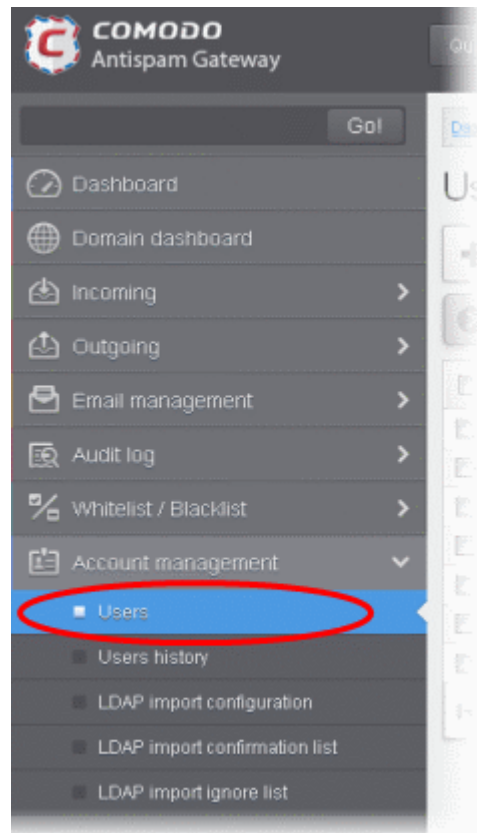 COMODO
Antispam Gateway
Go!
Dashboard
Domain dashboard
Incoming
Outgoing
Email management
Audit log
Whitelist / Blacklist
Account management
Users
Users history
LDAP import configuration
LDAP import confirmation list
LDAP import ignore list